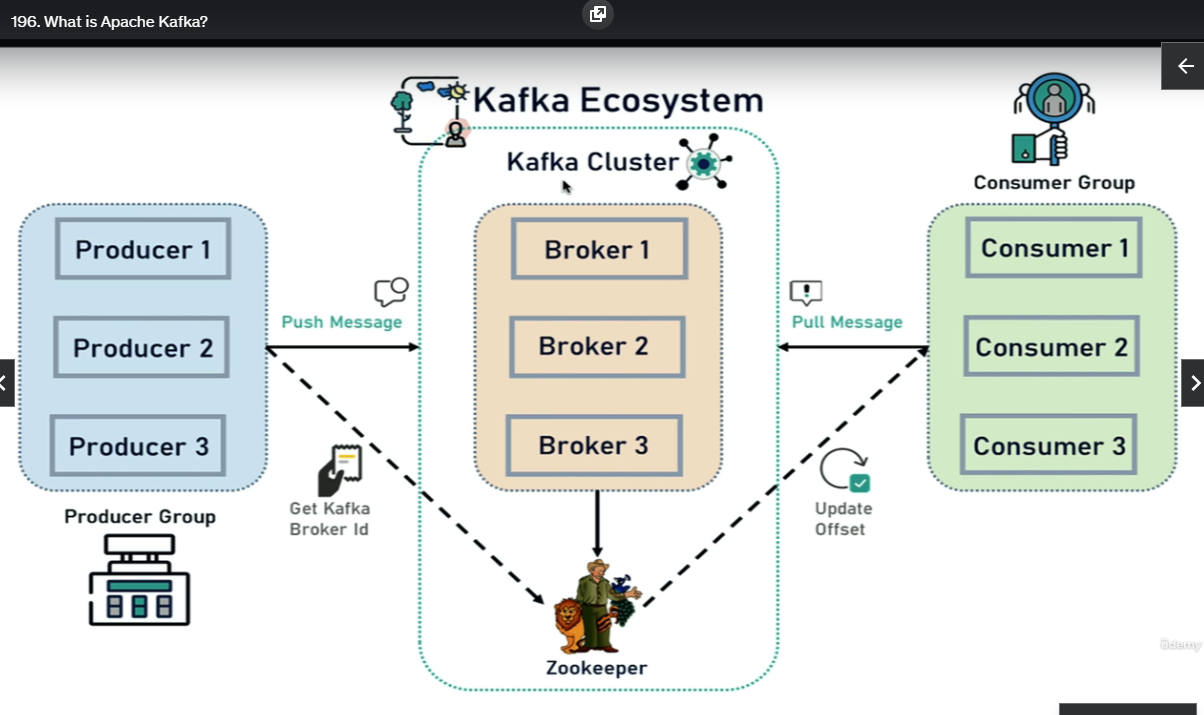 196. What is Apache Kafka?
Kafka Ecosystem
Kafka Cluster
Consumer Group
Producer 1
Broker 1
Consumer 1
Push Message
Pull Message
Producer 2
Broker 2
Consumer 2
Producer 3
Broker 3
Consumer 3
Producer Group
Get Kafka
Broker Id
Update
Offset
Zookeeper
ûdemy